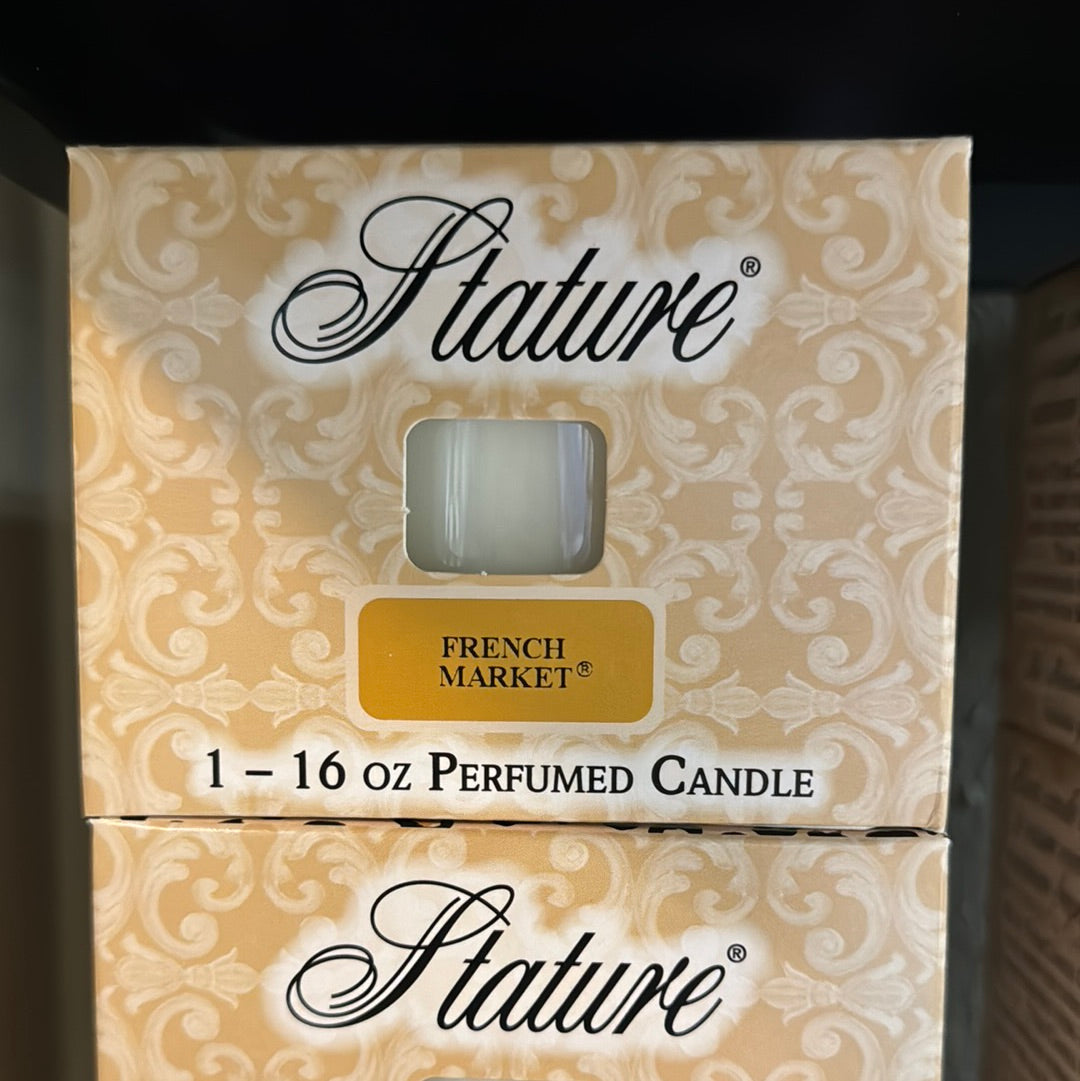 Stature®
FRENCH
MARKET®
1 – 16 OZ PERFUMED CANDLE
Stature®